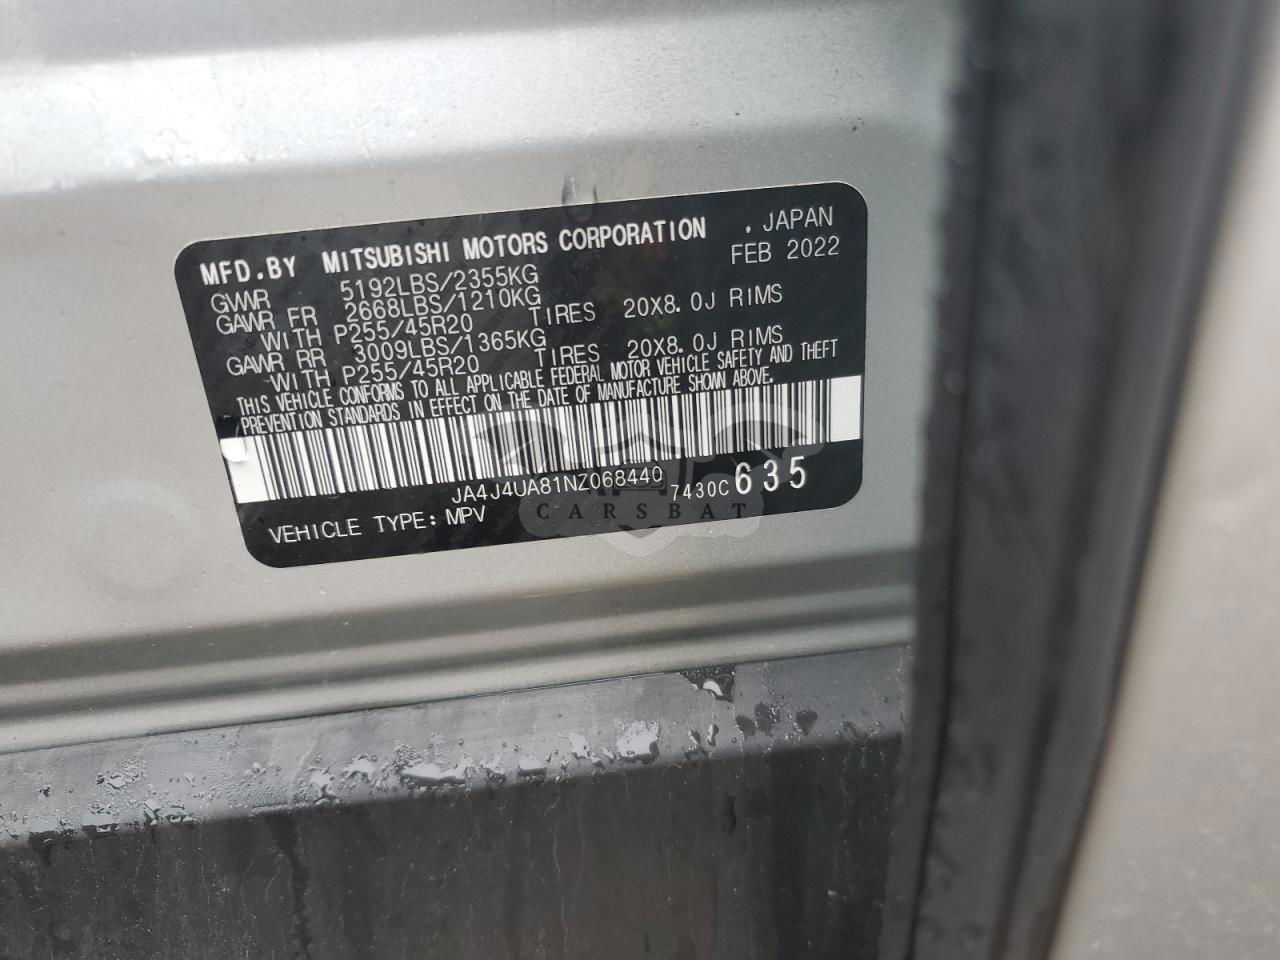 MFD.BY MITSUBISHI MOTORS CORPORATION , JAPAN
FEB 2022
GVWR 5192LBS/2355KG
GAWR FR 2668LBS/1210KG
WITH P255/45R20 TIRES 20X8.0J RIMS
GAWR RR 3009LBS/1365KG
WITH P255/45R20 TIRES 20X8.0J RIMS
THIS VEHICLE CONFORMS TO ALL APPLICABLE FEDERAL MOTOR VEHICLE SAFETY AND THEFT
PREVENTION STANDARDS IN EFFECT ON THE DATE OF MANUFACTURE SHOWN ABOVE.
JA4J4UA81NZ068440 7430C 635
VEHICLE TYPE: MPV
CARSBAT